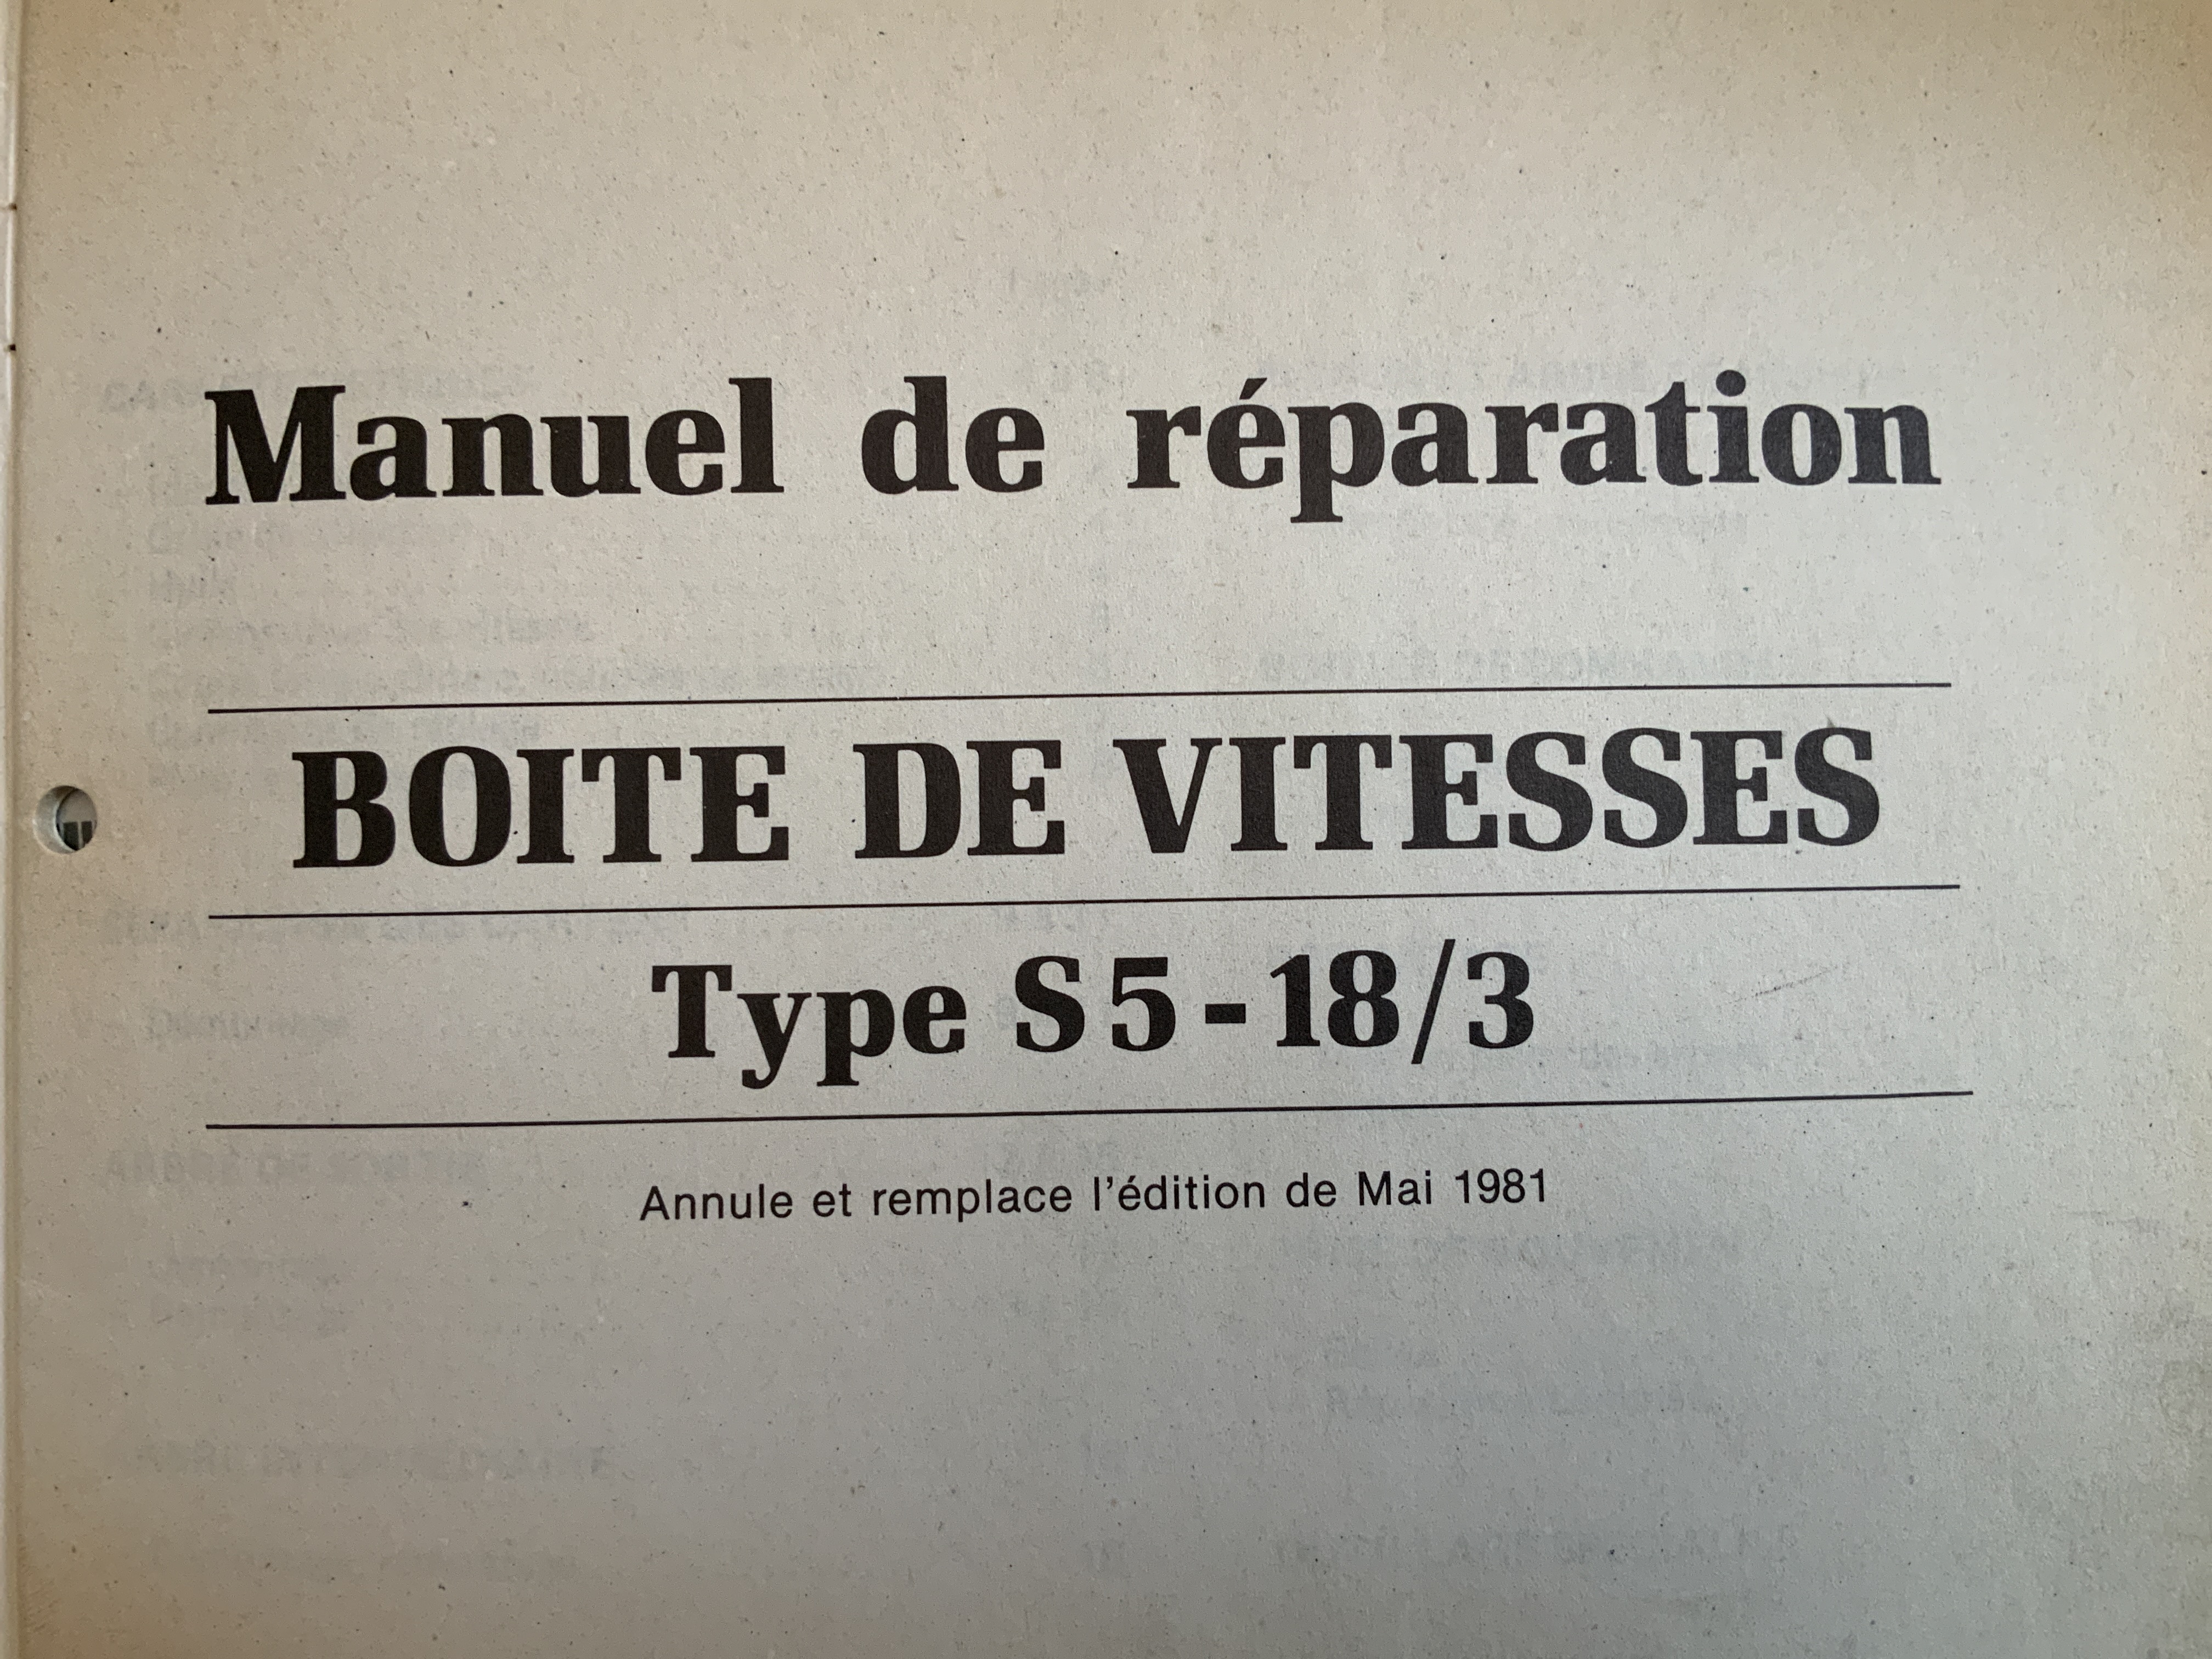 Manuel de réparation
BOITE DE VITESSES
Type S5-18/3
Annule et remplace l'édition de Mai 1981